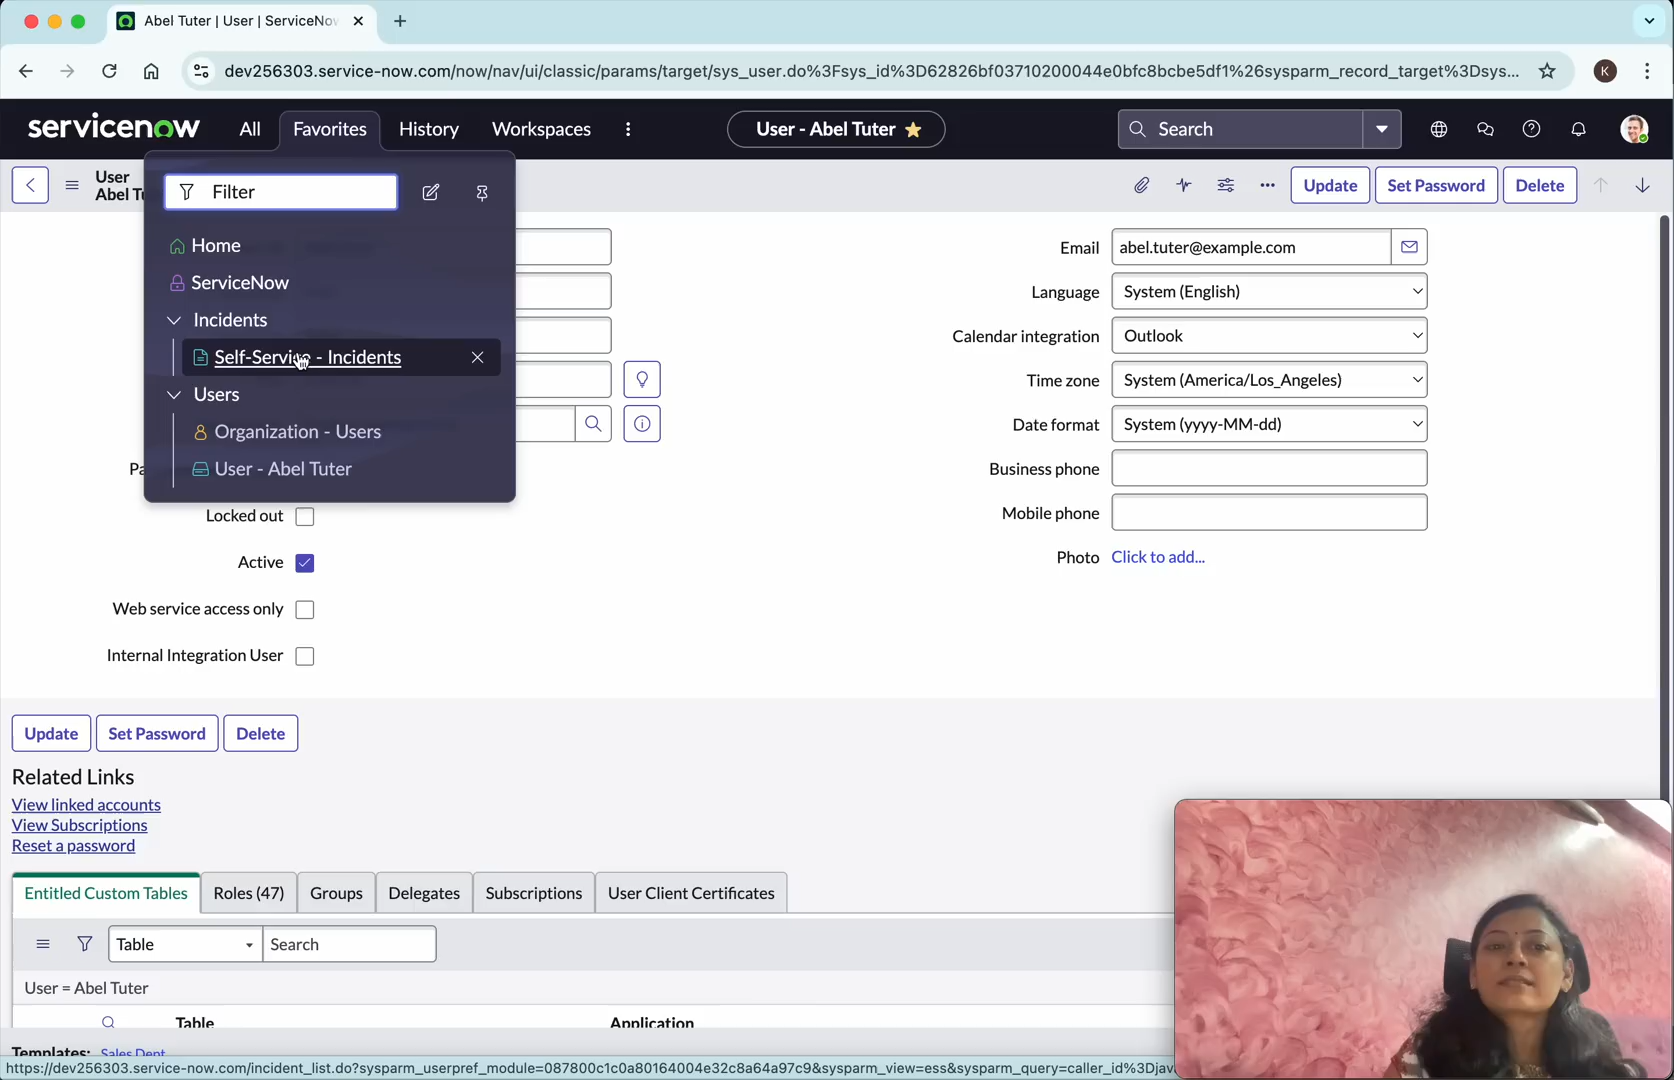 Abel Tuter | User | ServiceNow
dev256303.service-now.com/now/nav/ui/classic/params/target/sys_user.do%3Fsys_id%3D62826bf03710200044e0bfc8bcbe5df1%26sysparm_record_target%3Dsys...
K
servicenow
All
Favorites
History
Workspaces
User - Abel Tuter
Search
User
Abel Tu
Update
Set Password
Delete
Filter
Home
ServiceNow
Incidents
Self-Service - Incidents
Users
Organization - Users
User - Abel Tuter
Pa
Locked out
Active
Web service access only
Internal Integration User
Email
abel.tuter@example.com
Language
System (English)
Calendar integration
Outlook
Time zone
System (America/Los_Angeles)
Date format
System (yyyy-MM-dd)
Business phone
Mobile phone
Photo
Click to add...
Update
Set Password
Delete
Related Links
View linked accounts
View Subscriptions
Reset a password
Entitled Custom Tables
Roles (47)
Groups
Delegates
Subscriptions
User Client Certificates
Table
Search
User = Abel Tuter
Table
Application
Templates:
Sales Dept
https://dev256303.service-now.com/incident_list.do?sysparm_userpref_module=087800c1c0a80164004e32c8a64a97c9&sysparm_view=ess&sysparm_query=caller_id%3Djav